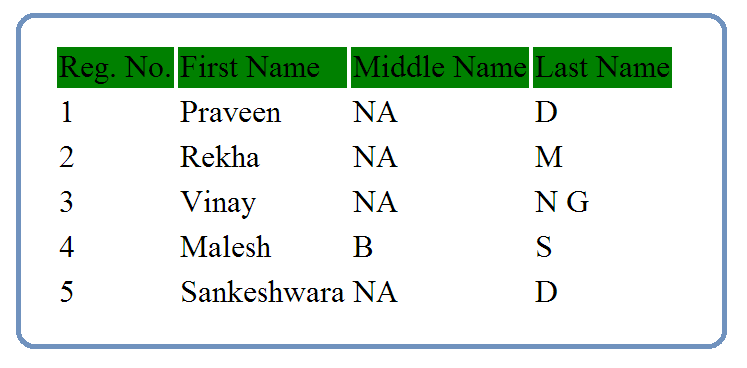 Reg. No. First Name Middle Name Last Name
1 Praveen NA D
2 Rekha NA M
3 Vinay NA N G
4 Malesh B S
5 Sankeshwara NA D